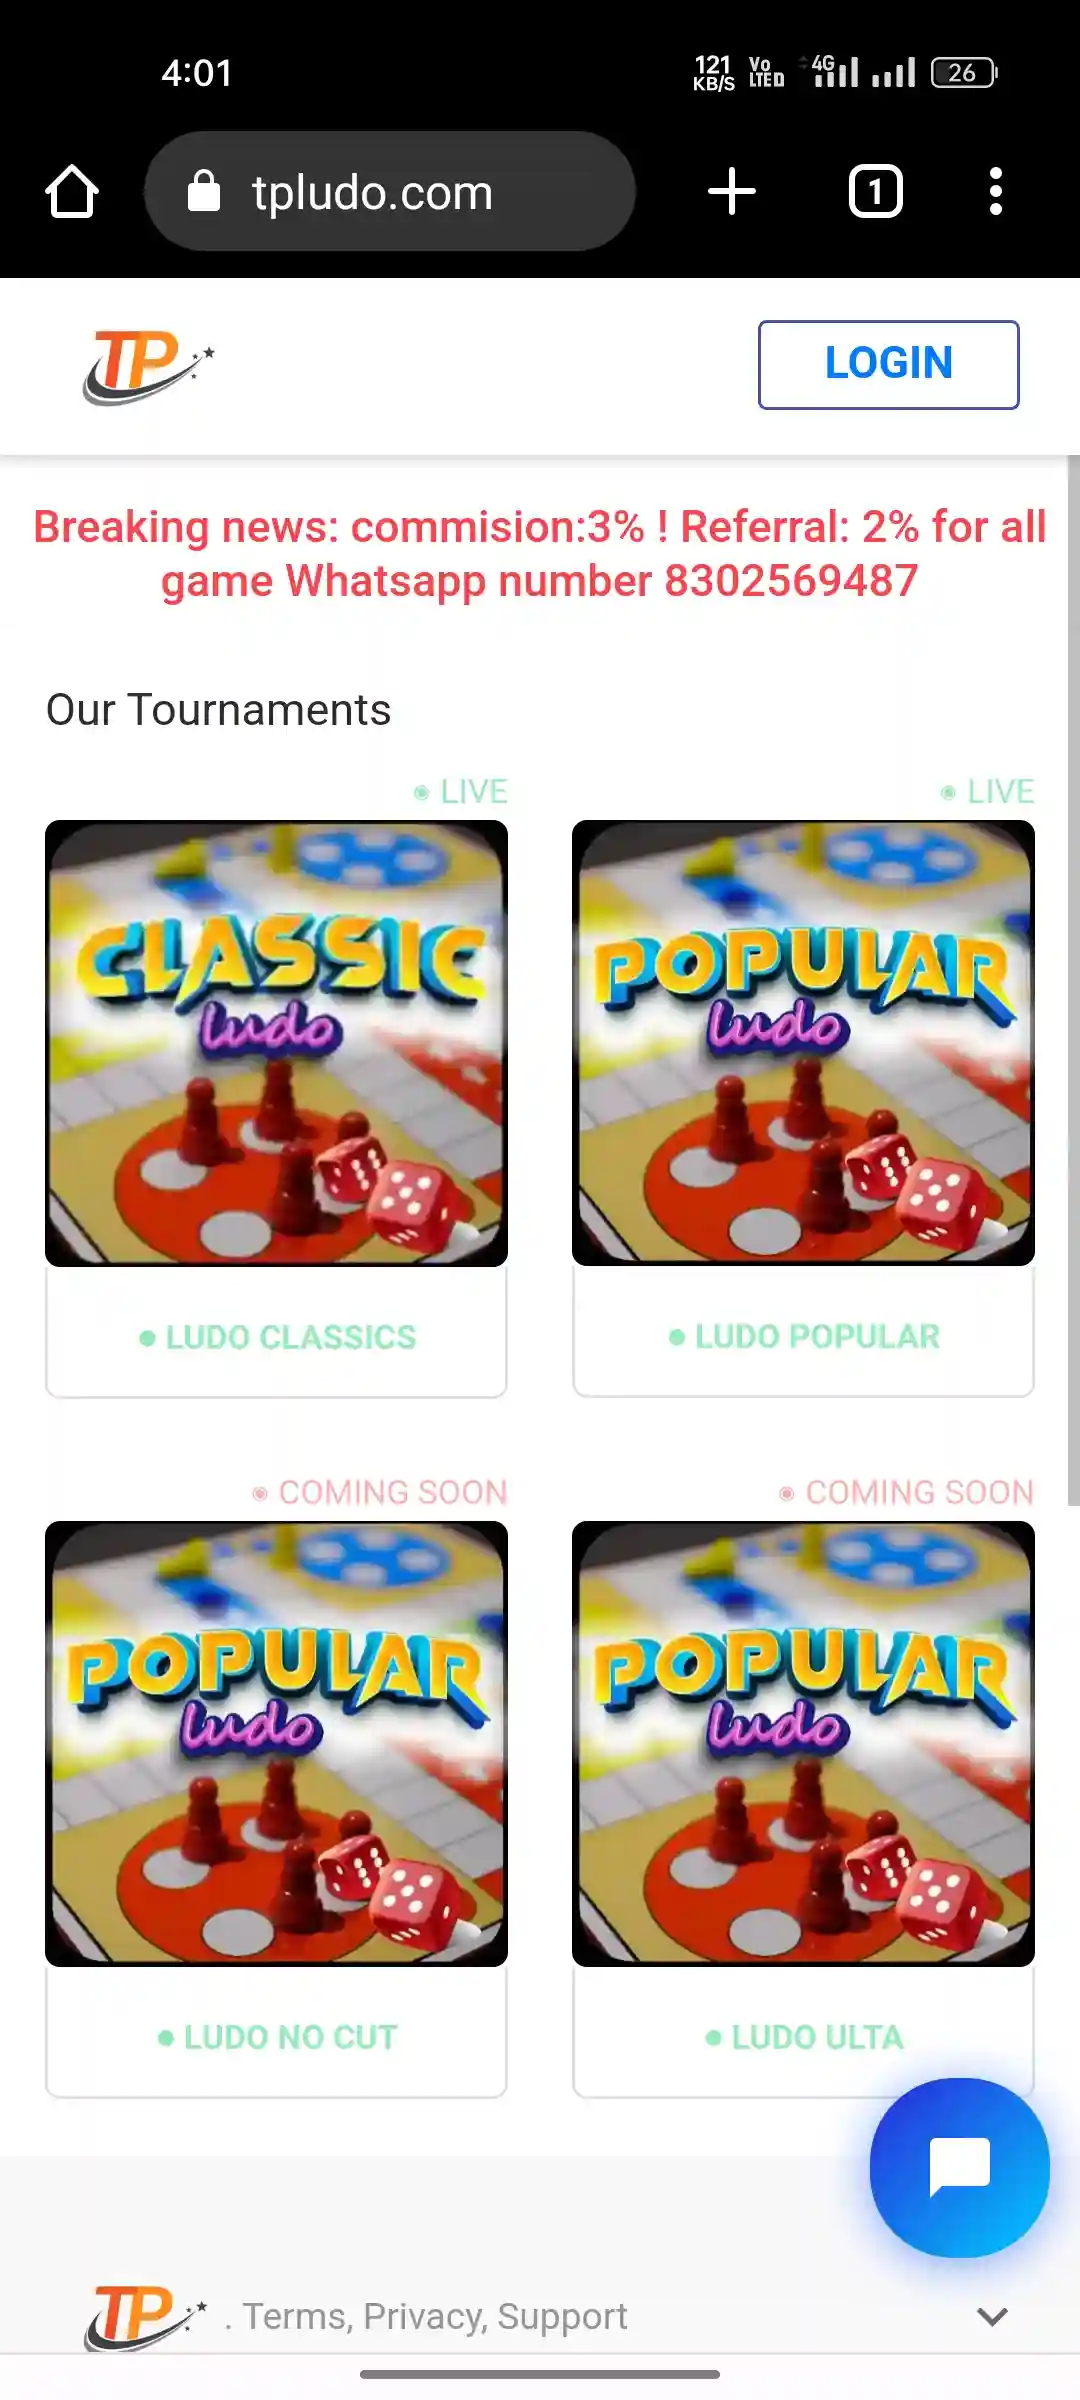 4:01
121 KB/S Vo LTED 4G 26
tpludo.com
1
TP
LOGIN
Breaking news: commision:3% ! Referral: 2% for all
game Whatsapp number 8302569487
Our Tournaments
LIVE
LIVE
CLASSIC
ludo
POPULAR
ludo
LUDO CLASSICS
LUDO POPULAR
COMING SOON
COMING SOON
POPULAR
ludo
POPULAR
ludo
LUDO NO CUT
LUDO ULTA
TP
. Terms, Privacy, Support